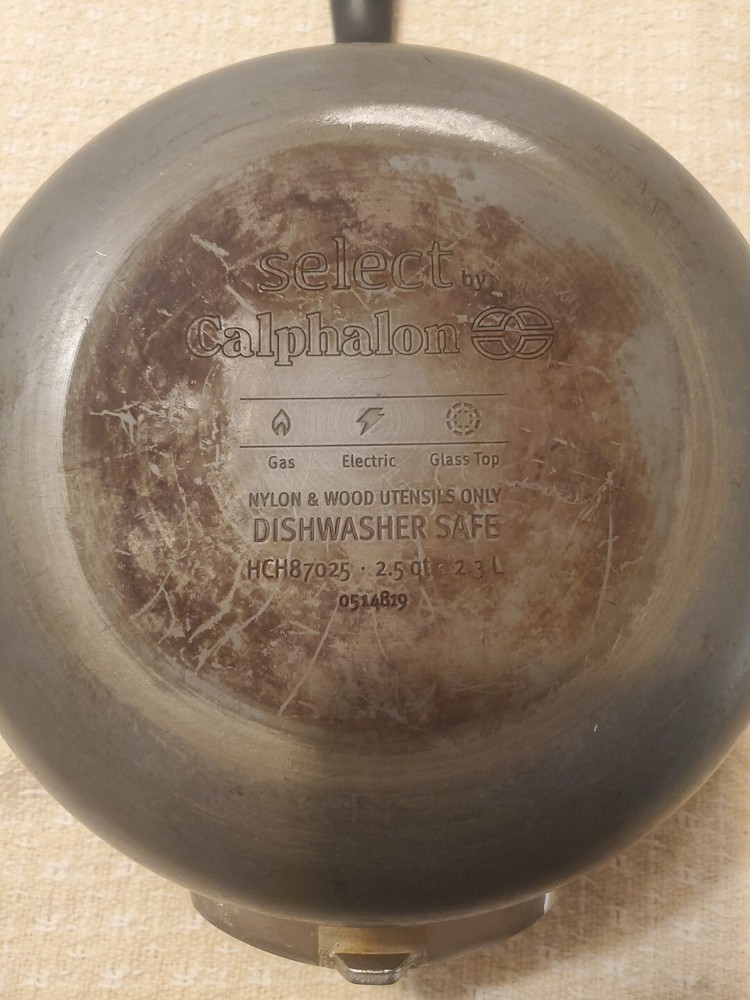 select by
Calphalon
Gas Electric Glass Top
NYLON & WOOD UTENSILS ONLY
DISHWASHER SAFE
HCH87025 · 2.5 qt · 2.3 L
0514819